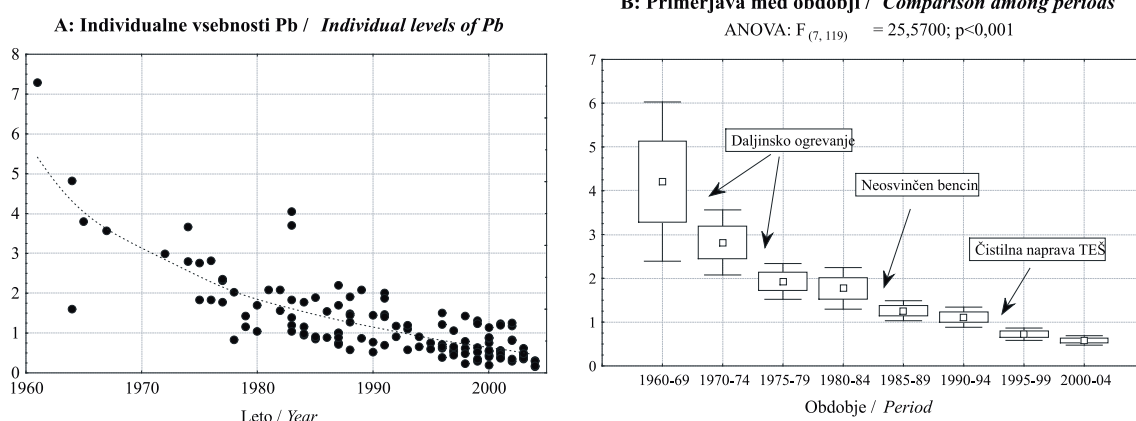 A: Individualne vsebnosti Pb / Individual levels of Pb
8
7
6
5
4
3
2
1
0
1960 1970 1980 1990 2000
Leto / Year
B: Primerjava med obdobji / Comparison among periods
ANOVA: F (7, 119) = 25,5700; p<0,001
7
6
5
4
3
2
1
0
Daljinsko ogrevanje
Neosvinčen bencin
Čistilna naprava TEŠ
1960-69 1970-74 1975-79 1980-84 1985-89 1990-94 1995-99 2000-04
Obdobje / Period